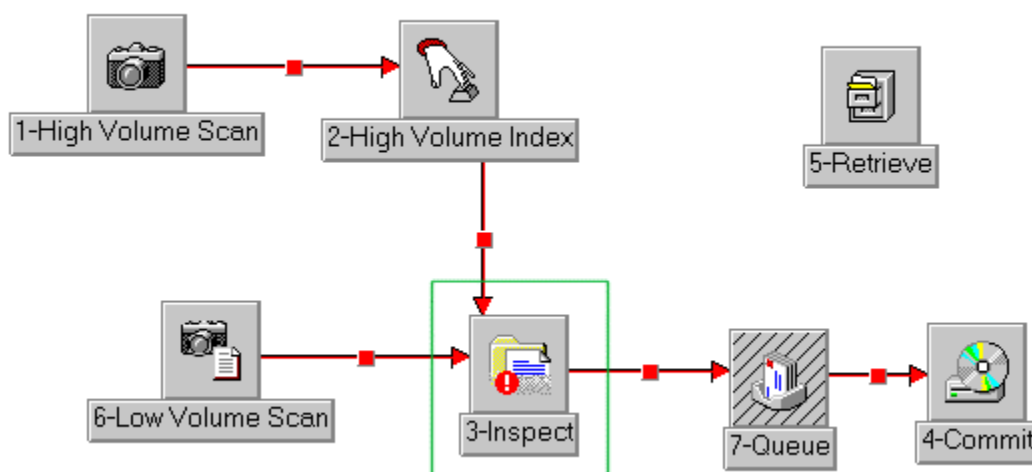 1-High Volume Scan
2-High Volume Index
5-Retrieve
6-Low Volume Scan
3-Inspect
7-Queue
4-Commit